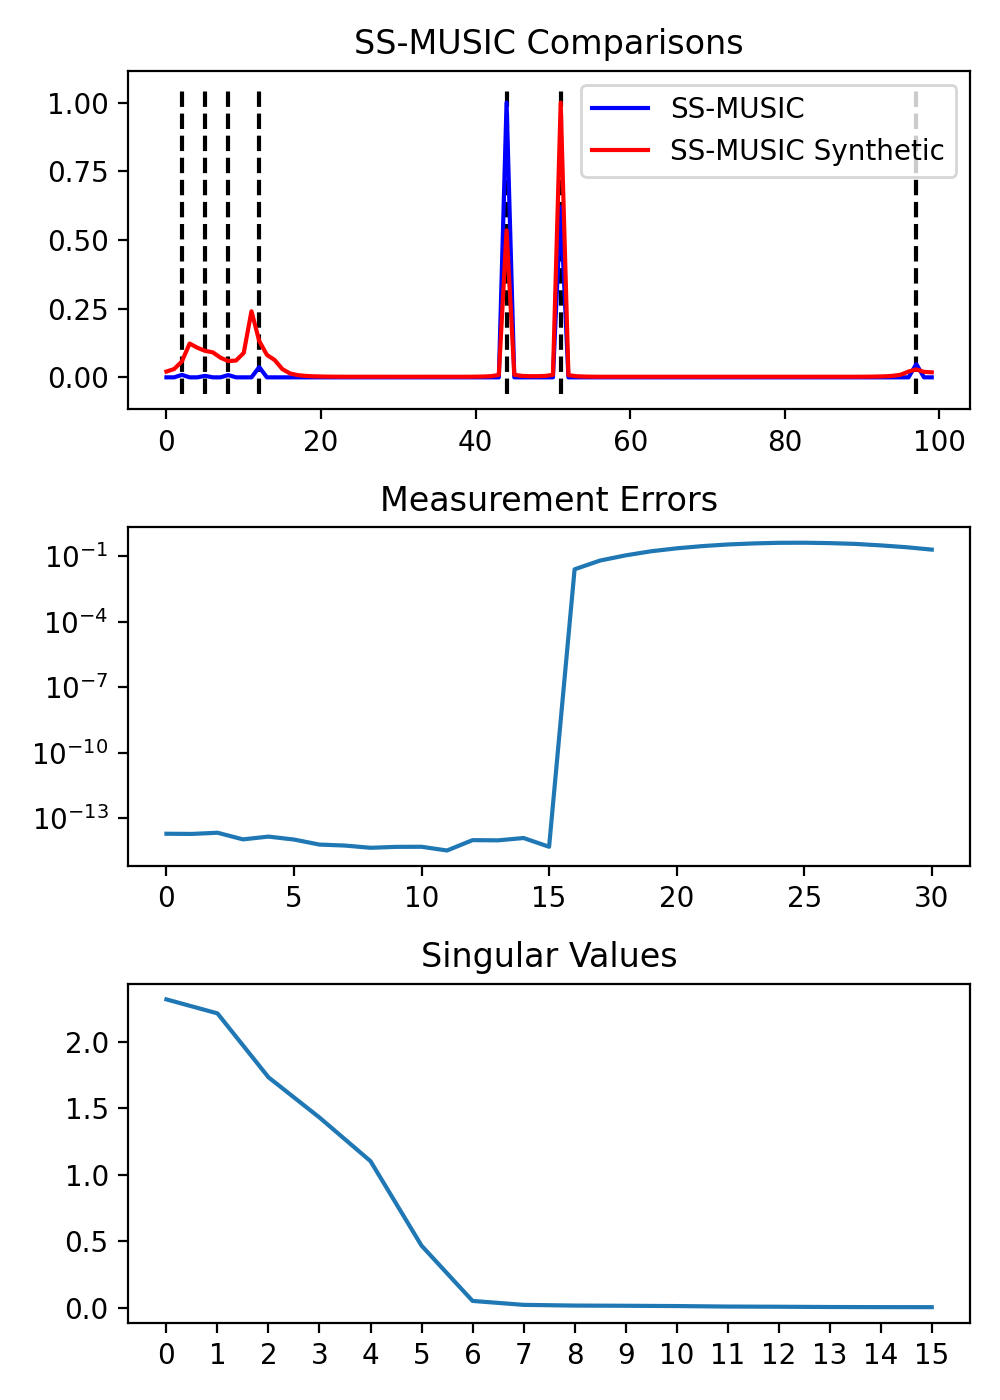 SS-MUSIC Comparisons
1.00
0.75
0.50
0.25
0.00
SS-MUSIC
SS-MUSIC Synthetic
0 20 40 60 80 100
Measurement Errors
10⁻¹
10⁻⁴
10⁻⁷
10⁻¹⁰
10⁻¹³
0 5 10 15 20 25 30
Singular Values
2.0
1.5
1.0
0.5
0.0
0 1 2 3 4 5 6 7 8 9 10 11 12 13 14 15